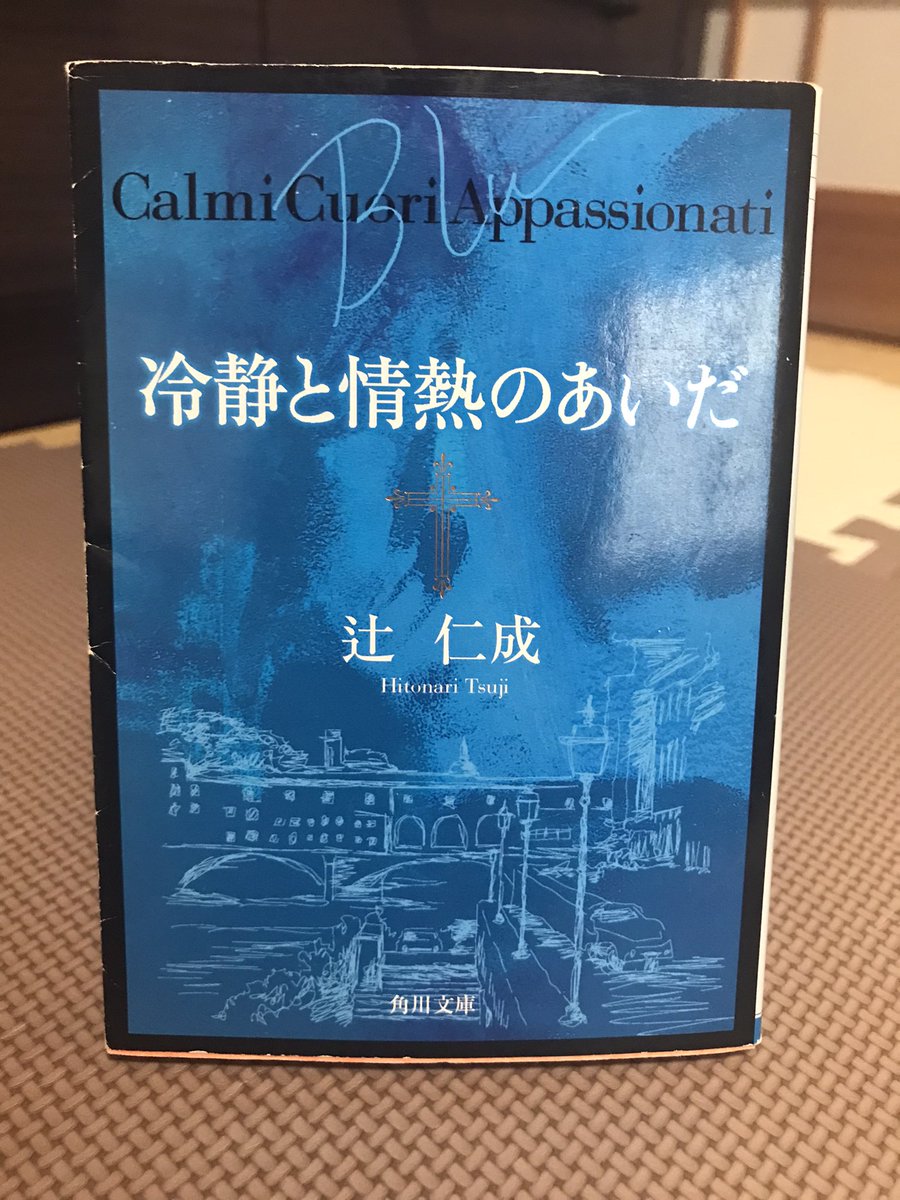 Blu
Calmi Cuori Appassionati
冷静と情熱のあいだ
辻 仁成
Hitonari Tsuji
角川文庫